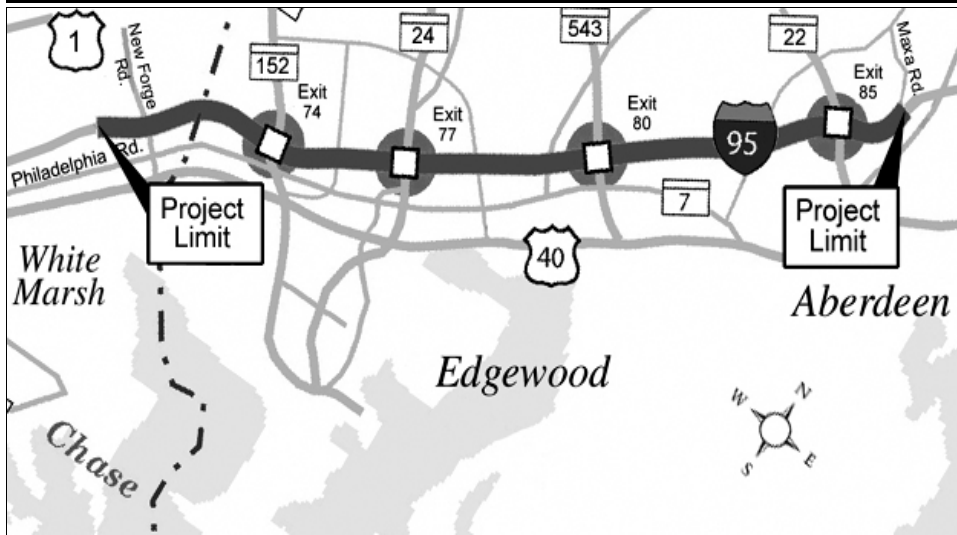 1
New Forge
Rd.
152
24
543
22
Maxa Rd.
Exit
74
Exit
77
Exit
80
Exit
85
95
Philadelphia Rd.
Project
Limit
7
Project
Limit
40
White
Marsh
Aberdeen
Edgewood
Chase
N
W
E
S